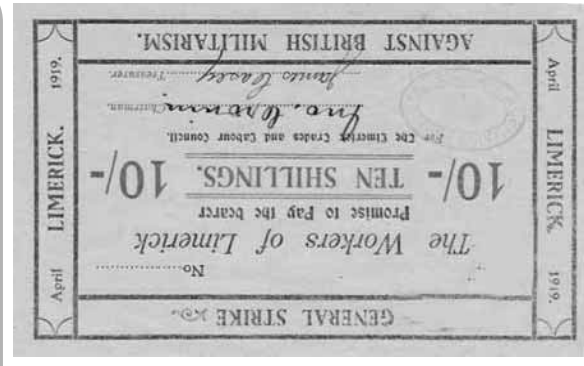 GENERAL STRIKE
No.
The Workers of Limerick
Promise to Pay the bearer
10/- TEN SHILLINGS. 10/-
For The Limerick Trades and Labour Council.
Jno. Cronin Chairman.
James Casey Treasurer.
AGAINST BRITISH MILITARISM.
April LIMERICK. 1919.
April LIMERICK. 1919.